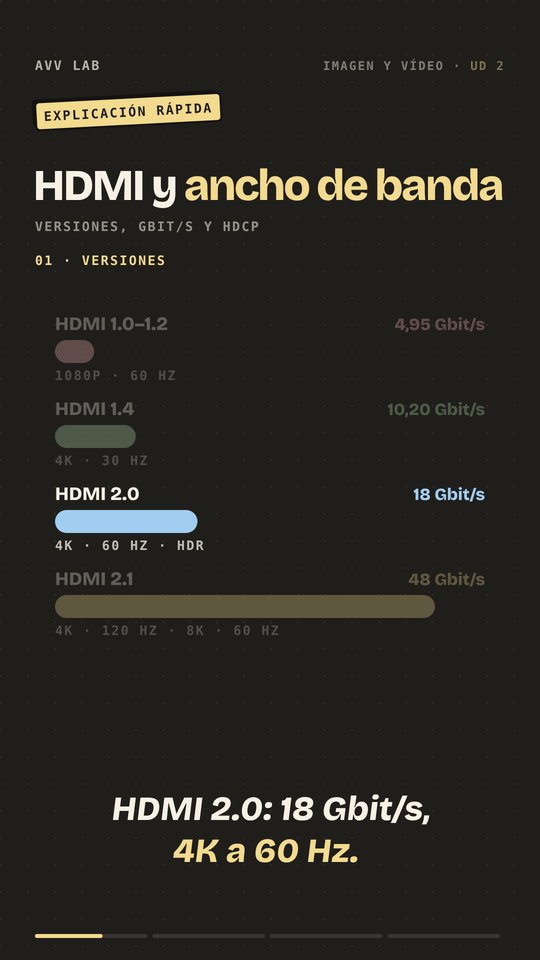 AVV LAB
IMAGEN Y VÍDEO · UD 2
EXPLICACIÓN RÁPIDA
HDMI y ancho de banda
VERSIONES, GBIT/S Y HDCP
01 · VERSIONES
HDMI 1.0–1.2 4,95 Gbit/s
1080P · 60 HZ
HDMI 1.4 10,20 Gbit/s
4K · 30 HZ
HDMI 2.0 18 Gbit/s
4K · 60 HZ · HDR
HDMI 2.1 48 Gbit/s
4K · 120 HZ · 8K · 60 HZ
HDMI 2.0: 18 Gbit/s,
4K a 60 Hz.